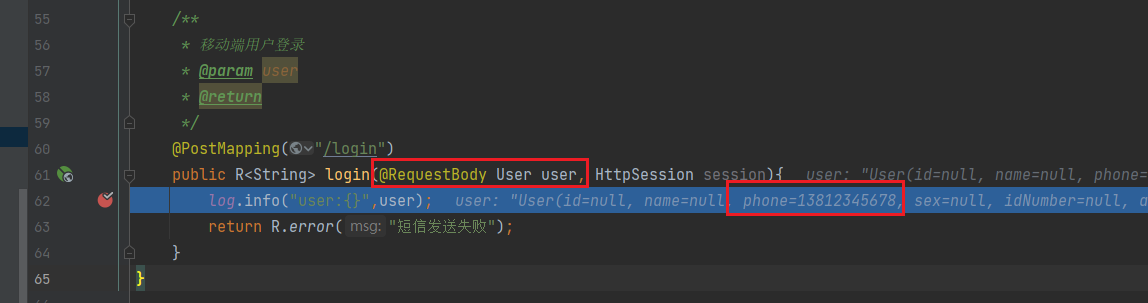 55 /**
56 * 移动端用户登录
57 * @param user
58 * @return
59 */
60 @PostMapping("/login")
61 public R<String> login(@RequestBody User user, HttpSession session){ user: "User(id=null, name=null, phone=
62 log.info("user:{}",user); user: "User(id=null, name=null, phone=13812345678, sex=null, idNumber=null, a
63 return R.error( msg: "短信发送失败");
64 }
65 }